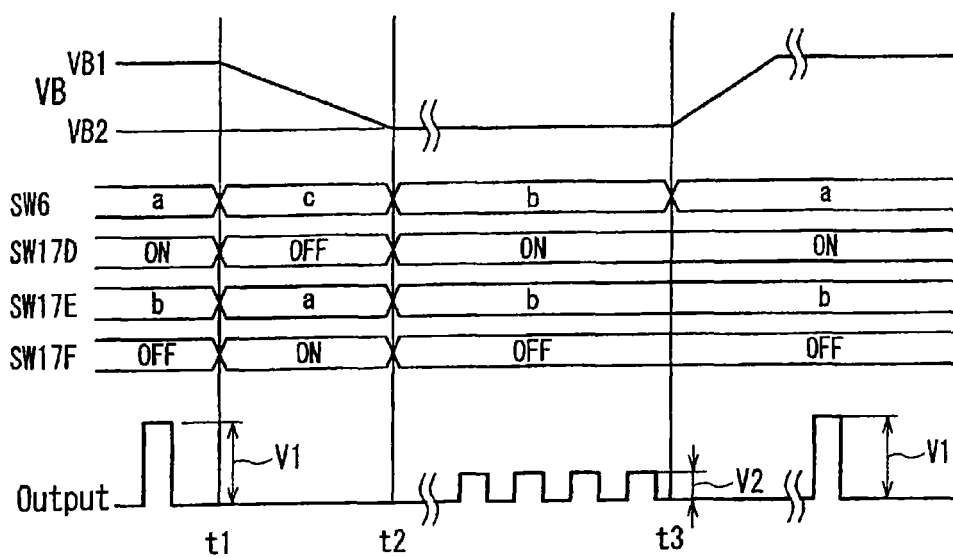 VB1
VB
VB2
SW6 a c b a
SW17D ON OFF ON ON
SW17E b a b b
SW17F OFF ON OFF OFF
V1 V2 V1
Output
t1 t2 t3